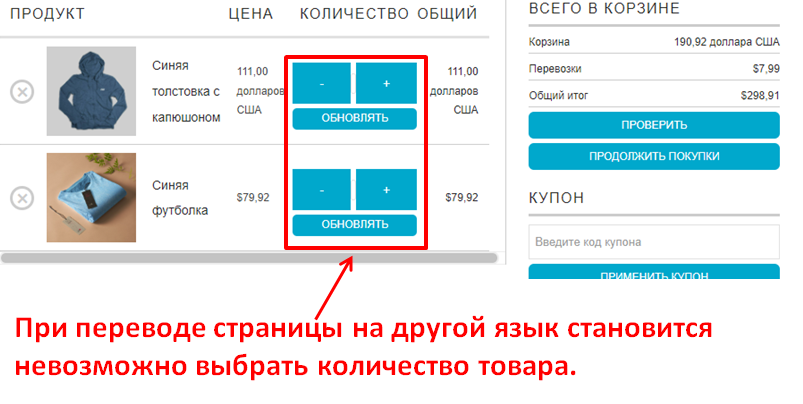 ПРОДУКТ ЦЕНА КОЛИЧЕСТВО ОБЩИЙ
Синяя
толстовка с
капюшоном
111,00
долларов
США
- +
ОБНОВЛЯТЬ
111,00
долларов
США
Синяя
футболка
$79,92
- +
ОБНОВЛЯТЬ
$79,92
ВСЕГО В КОРЗИНЕ
Корзина 190,92 доллара США
Перевозки $7,99
Общий итог $298,91
ПРОВЕРИТЬ
ПРОДОЛЖИТЬ ПОКУПКИ
КУПОН
Введите код купона
ПРИМЕНИТЬ КУПОН
При переводе страницы на другой язык становится
невозможно выбрать количество товара.